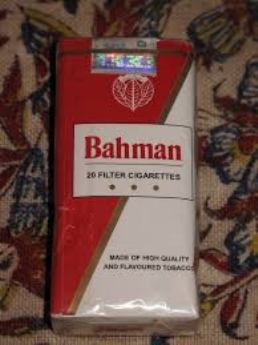 Bahman
20 FILTER CIGARETTES
MADE OF HIGH QUALITY
AND FLAVOURED TOBACCO